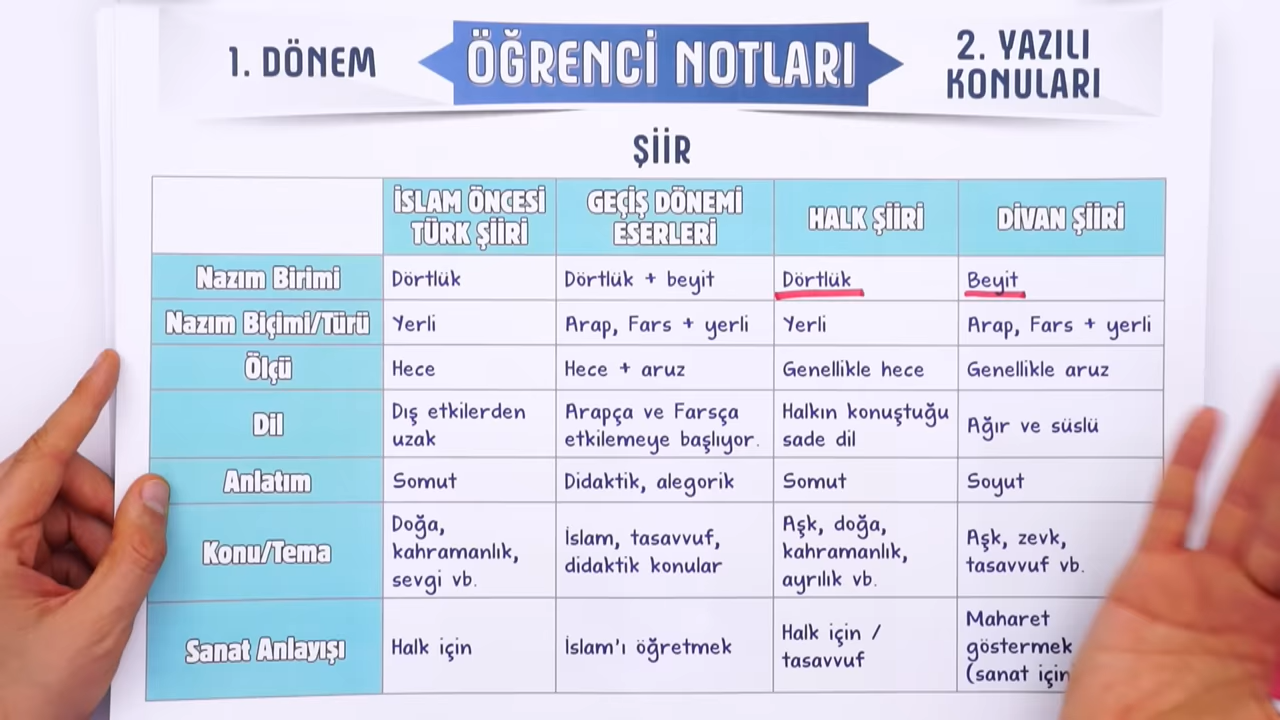 1. DÖNEM
ÖĞRENCİ NOTLARI
2. YAZILI
KONULARI
ŞİİR
İSLAM ÖNCESİ
TÜRK ŞİİRİ
GEÇİŞ DÖNEMİ
ESERLERİ
HALK ŞİİRİ
DİVAN ŞİİRİ
Nazım Birimi
Dörtlük
Dörtlük + beyit
Dörtlük
Beyit
Nazım Biçimi/Türü
Yerli
Arap, Fars + yerli
Yerli
Arap, Fars + yerli
Ölçü
Hece
Hece + aruz
Genellikle hece
Genellikle aruz
Dil
Dış etkilerden
uzak
Arapça ve Farsça
etkilemeye başlıyor.
Halkın konuştuğu
sade dil
Ağır ve süslü
Anlatım
Somut
Didaktik, alegorik
Somut
Soyut
Konu/Tema
Doğa,
kahramanlık,
sevgi vb.
İslam, tasavvuf,
didaktik konular
Aşk, doğa,
kahramanlık,
ayrılık vb.
Aşk, zevk,
tasavvuf vb.
Sanat Anlayışı
Halk için
İslam'ı öğretmek
Halk için /
tasavvuf
Maharet
göstermek
(sanat için